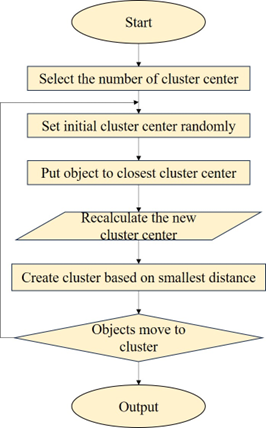 Start
Select the number of cluster center
Set initial cluster center randomly
Put object to closest cluster center
Recalculate the new
cluster center
Create cluster based on smallest distance
Objects move to
cluster
Output